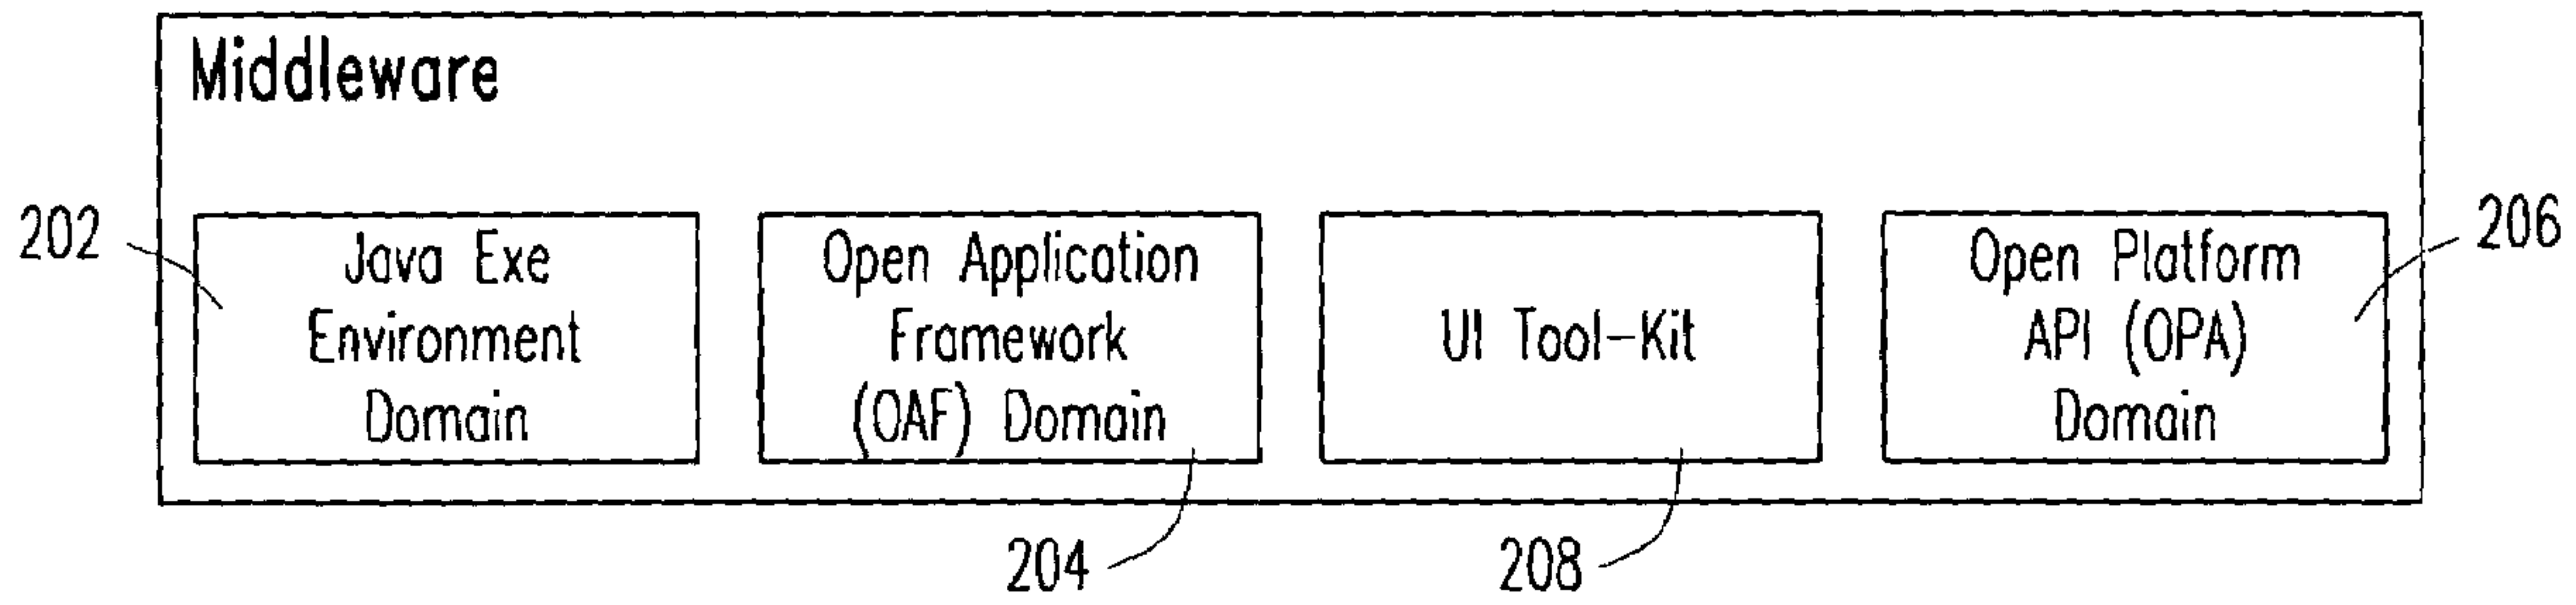 Middleware
202
Java Exe
Environment
Domain
Open Application
Framework
(OAF) Domain
UI Tool-Kit
Open Platform
API (OPA)
Domain
206
204
208